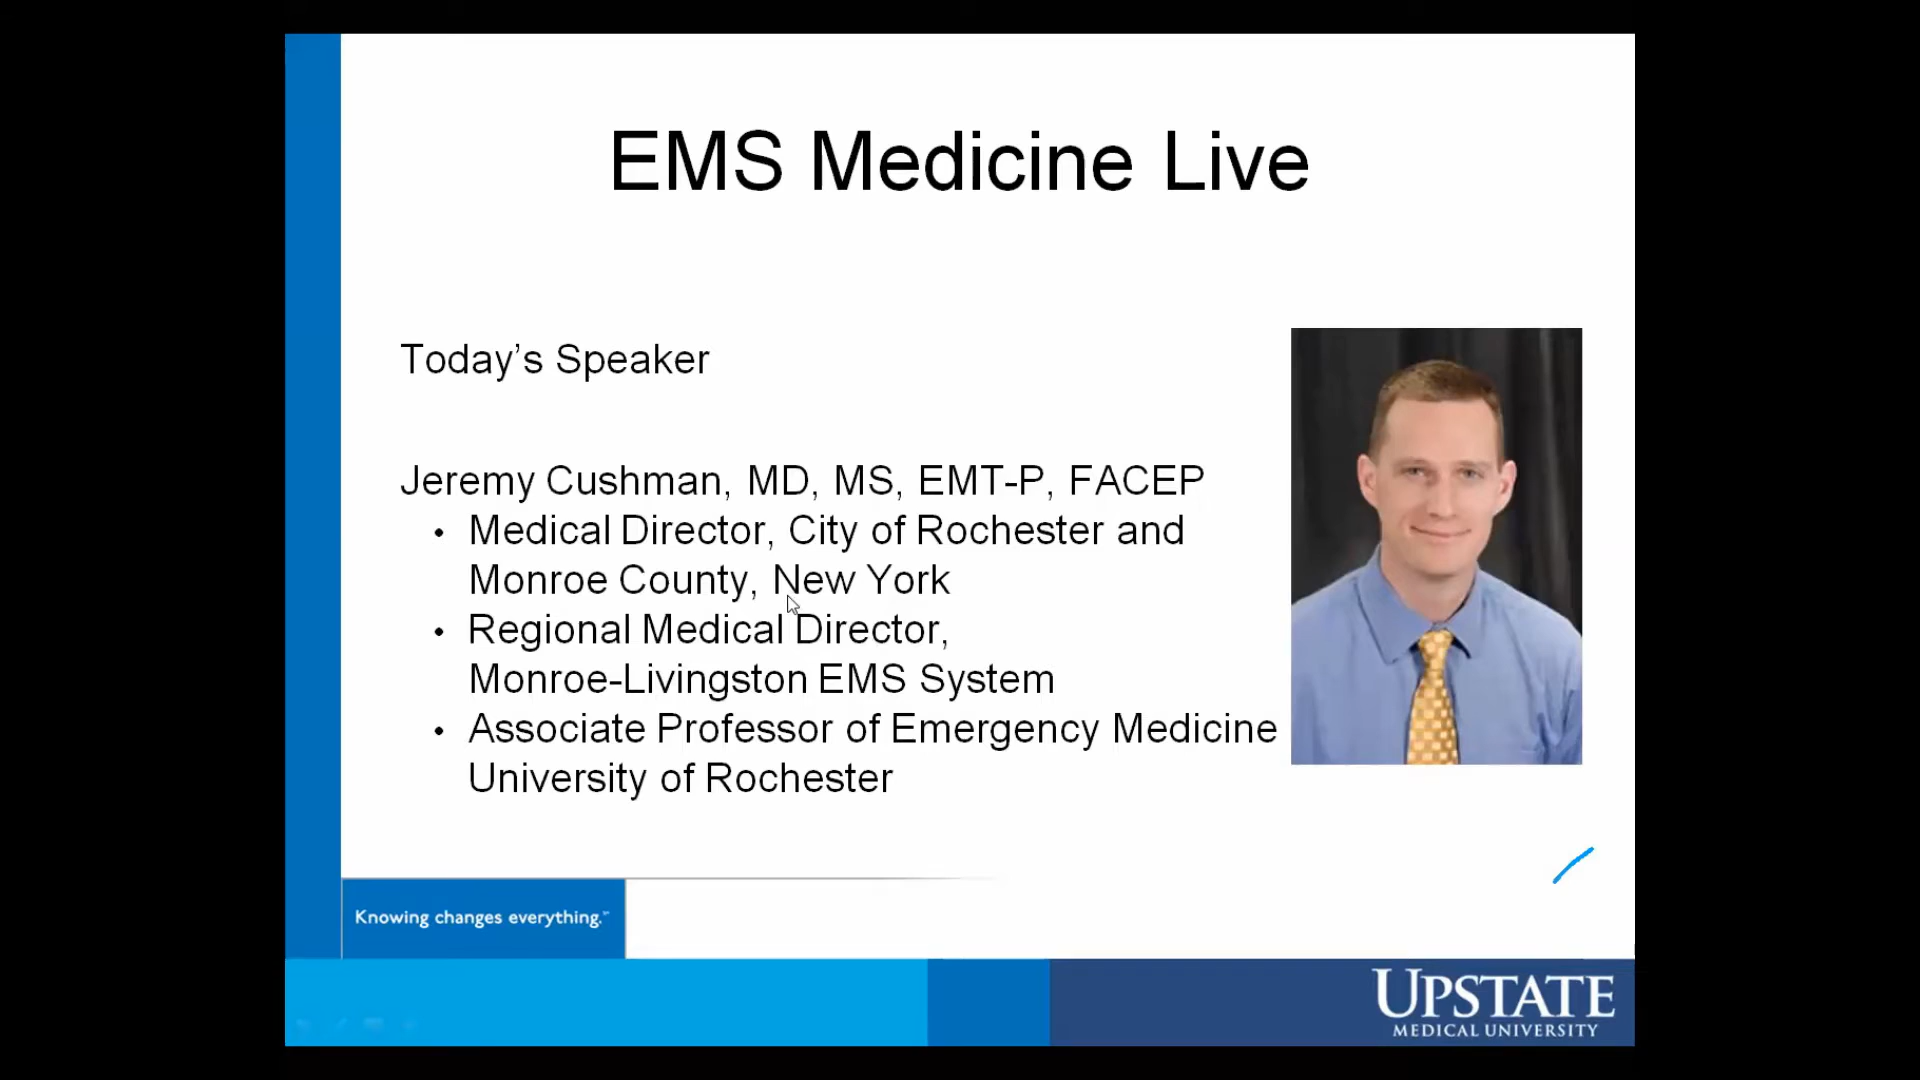 EMS Medicine Live
Today’s Speaker
Jeremy Cushman, MD, MS, EMT-P, FACEP
• Medical Director, City of Rochester and
Monroe County, New York
• Regional Medical Director,
Monroe-Livingston EMS System
• Associate Professor of Emergency Medicine
University of Rochester
Knowing changes everything.
UPSTATE
MEDICAL UNIVERSITY